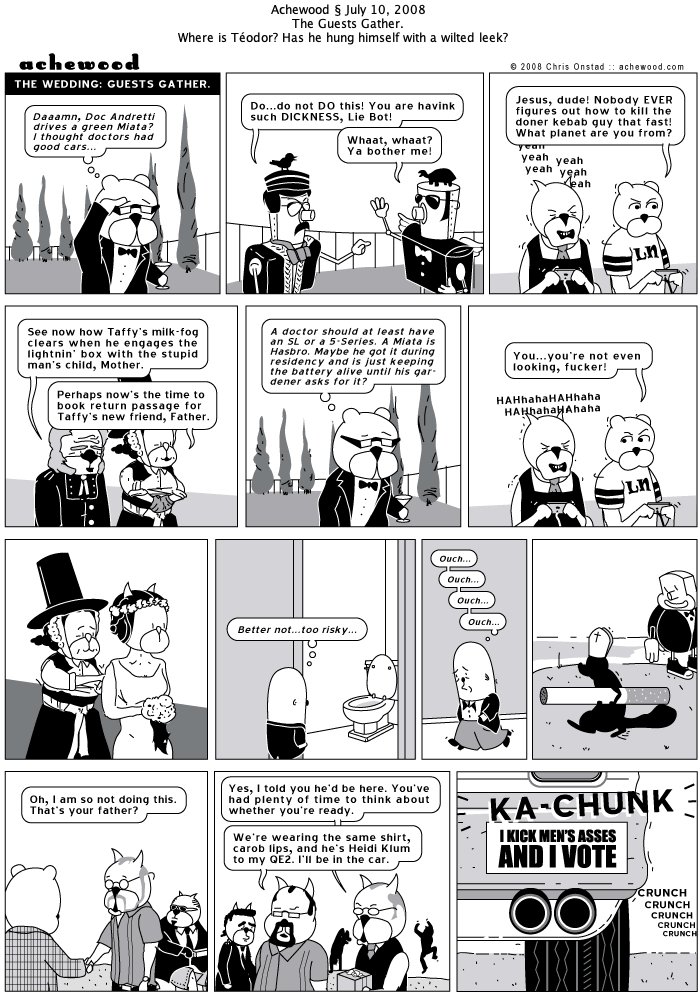 Achewood § July 10, 2008
The Guests Gather.
Where is Téodor? Has he hung himself with a wilted leek?
achewood
© 2008 Chris Onstad :: achewood.com
THE WEDDING: GUESTS GATHER.
Daaamn, Doc Andretti
drives a green Miata?
I thought doctors had
good cars...
Do...do not DO this! You are havink
such DICKNESS, Lie Bot!
Whaat, whaat?
Ya bother me!
Jesus, dude! Nobody EVER
figures out how to kill the
doner kebab guy that fast!
What planet are you from?
yeah
yeah
yeah
yeah
yeah
yeah
See now how Taffy's milk-fog
clears when he engages the
lightnin' box with the stupid
man's child, Mother.
Perhaps now's the time to
book return passage for
Taffy's new friend, Father.
A doctor should at least have
an SL or a 5-Series. A Miata is
Hasbro. Maybe he got it during
residency and is just keeping
the battery alive until his gar-
dener asks for it?
You...you're not even
looking, fucker!
HAHhahaHAHhaha
HAHhahaHAhaha
LN
Better not...too risky...
Ouch...
Ouch...
Ouch...
Ouch...
Oh, I am so not doing this.
That's your father?
Yes, I told you he'd be here. You've
had plenty of time to think about
whether you're ready.
We're wearing the same shirt,
carob lips, and he's Heidi Klum
to my QE2. I'll be in the car.
KA-CHUNK
I KICK MEN'S ASSES
AND I VOTE
CRUNCH
CRUNCH
CRUNCH
CRUNCH
CRUNCH